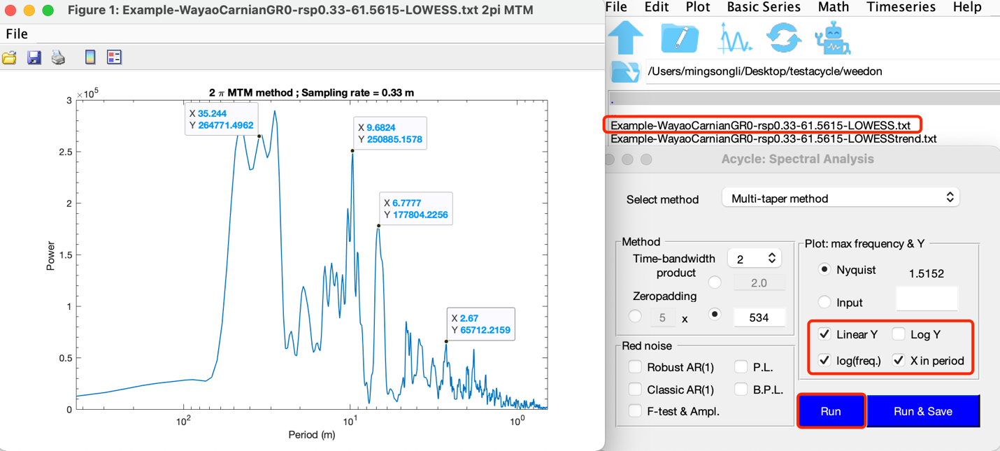 Figure 1: Example-WayaoCarnianGR0-rsp0.33-61.5615-LOWESS.txt 2pi MTM
File
2 π MTM method ; Sampling rate = 0.33 m
×10^5
3
2.5
2
1.5
1
0.5
0
Power
X 35.244
Y 264771.4962
X 9.6824
Y 250885.1578
X 6.7777
Y 177804.2256
X 2.67
Y 65712.2159
10^2
10^1
10^0
Period (m)
File Edit Plot Basic Series Math Timeseries Help
/Users/mingsongli/Desktop/testacycle/weedon
.
Example-WayaoCarnianGR0-rsp0.33-61.5615-LOWESS.txt
Example-WayaoCarnianGR0-rsp0.33-61.5615-LOWESStrend.txt
Acycle: Spectral Analysis
Select method
Multi-taper method
Method
Time-bandwidth
product
2
2.0
Zeropadding
5
x
534
Red noise
Robust AR(1)
P.L.
Classic AR(1)
B.P.L.
F-test & Ampl.
Plot: max frequency & Y
Nyquist
1.5152
Input
Linear Y
Log Y
log(freq.)
X in period
Run
Run & Save